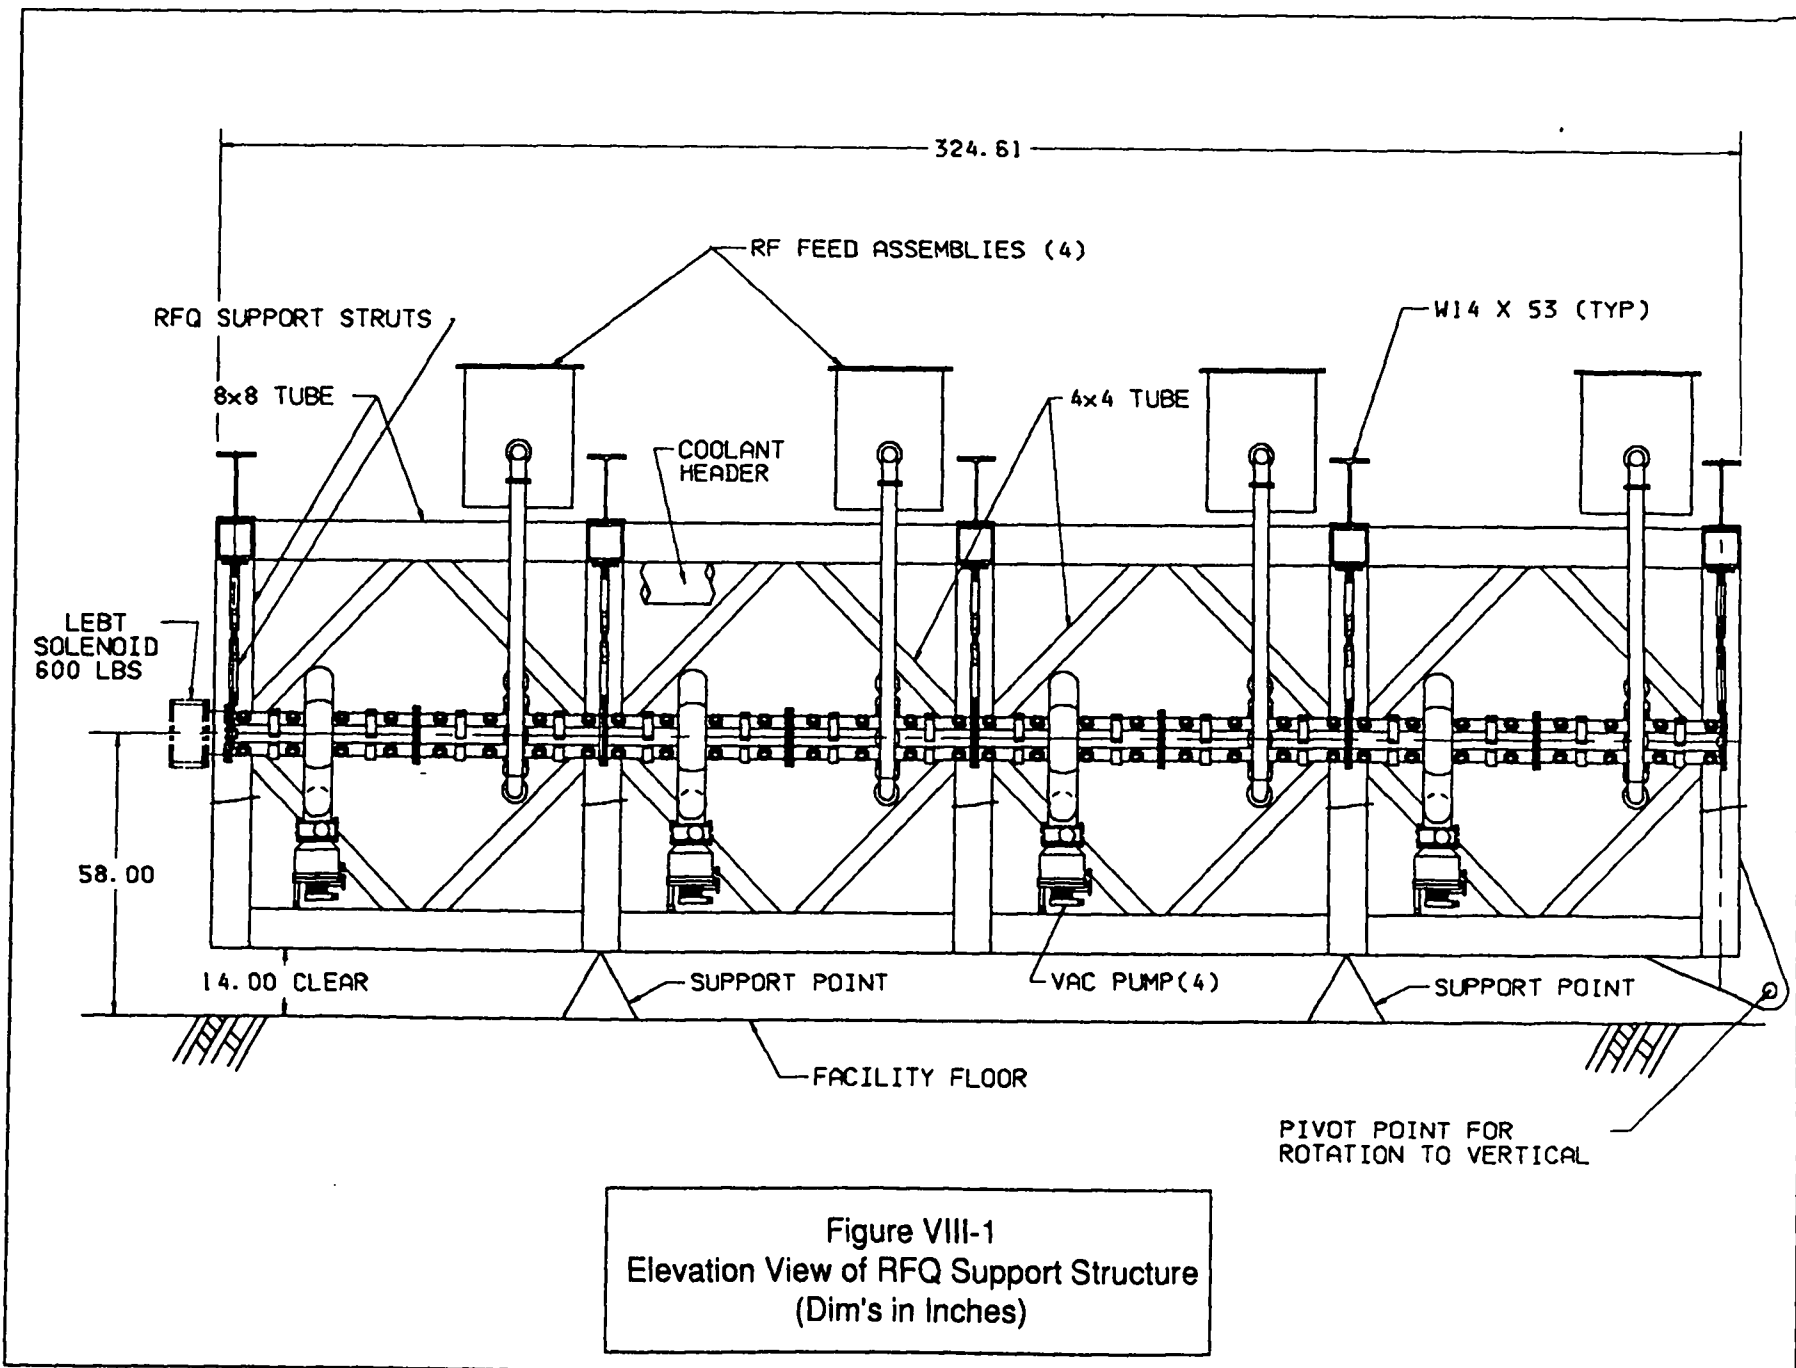 324.61
RF FEED ASSEMBLIES (4)
RFQ SUPPORT STRUTS
W14 X 53 (TYP)
8x8 TUBE
4x4 TUBE
COOLANT
HEADER
LEBT
SOLENOID
600 LBS
58.00
14.00 CLEAR
SUPPORT POINT
VAC PUMP(4)
SUPPORT POINT
FACILITY FLOOR
PIVOT POINT FOR
ROTATION TO VERTICAL
Figure VIII-1
Elevation View of RFQ Support Structure
(Dim's in Inches)